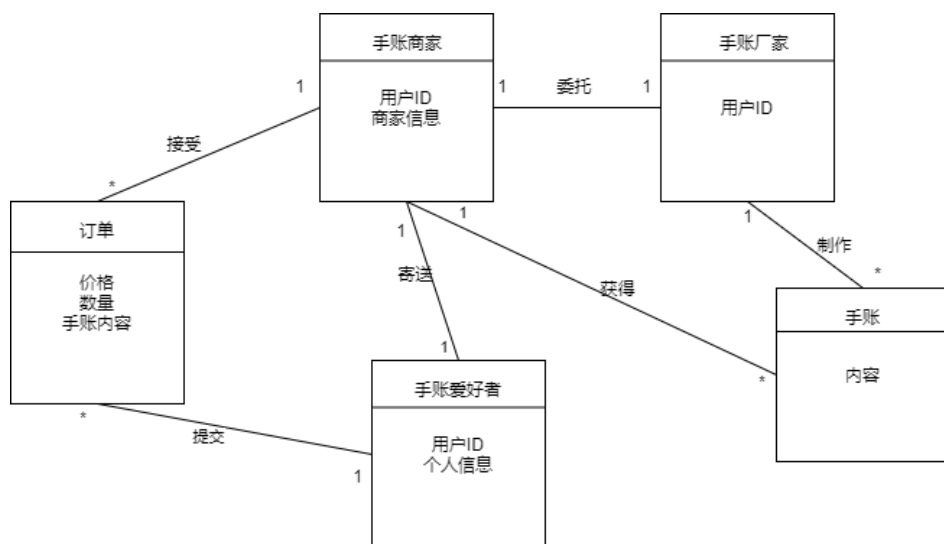 手账商家
用户ID
商家信息
手账厂家
用户ID
1
1
委托
1
接受
*
订单
价格
数量
手账内容
1
1
1
寄送
获得
制作
*
手账
内容
1
*
手账爱好者
用户ID
个人信息
*
提交
1